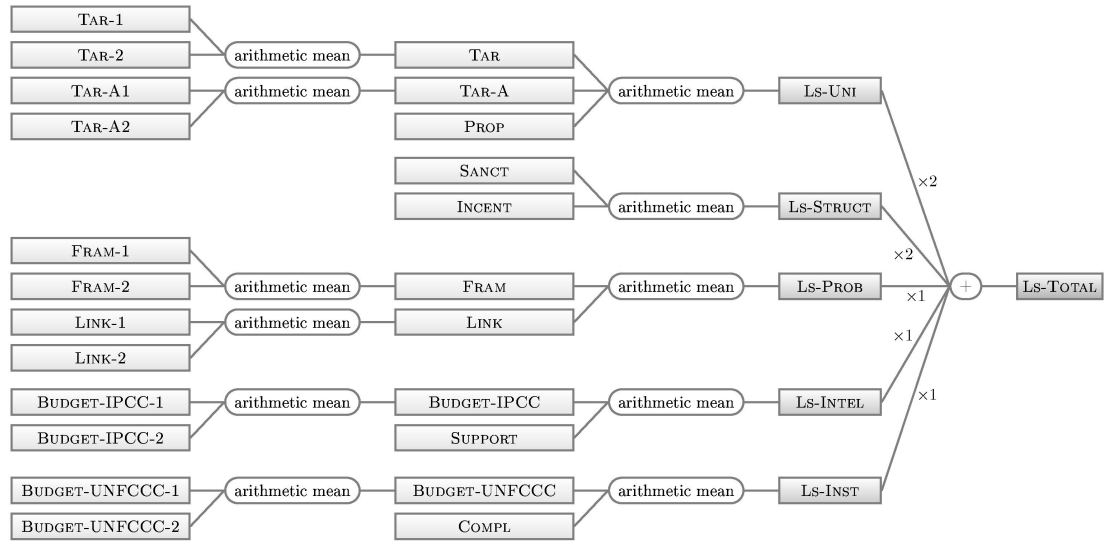 TAR-1
TAR-2 arithmetic mean TAR
TAR-A1 arithmetic mean TAR-A arithmetic mean LS-UNI
TAR-A2 PROP
SANCT
×2
INCENT arithmetic mean LS-STRUCT
FRAM-1
×2
FRAM-2 arithmetic mean FRAM arithmetic mean LS-PROB + LS-TOTAL
×1
LINK-1 arithmetic mean LINK
×1
LINK-2
×1
BUDGET-IPCC-1 arithmetic mean BUDGET-IPCC arithmetic mean LS-INTEL
BUDGET-IPCC-2 SUPPORT
BUDGET-UNFCCC-1 arithmetic mean BUDGET-UNFCCC arithmetic mean LS-INST
BUDGET-UNFCCC-2 COMPL